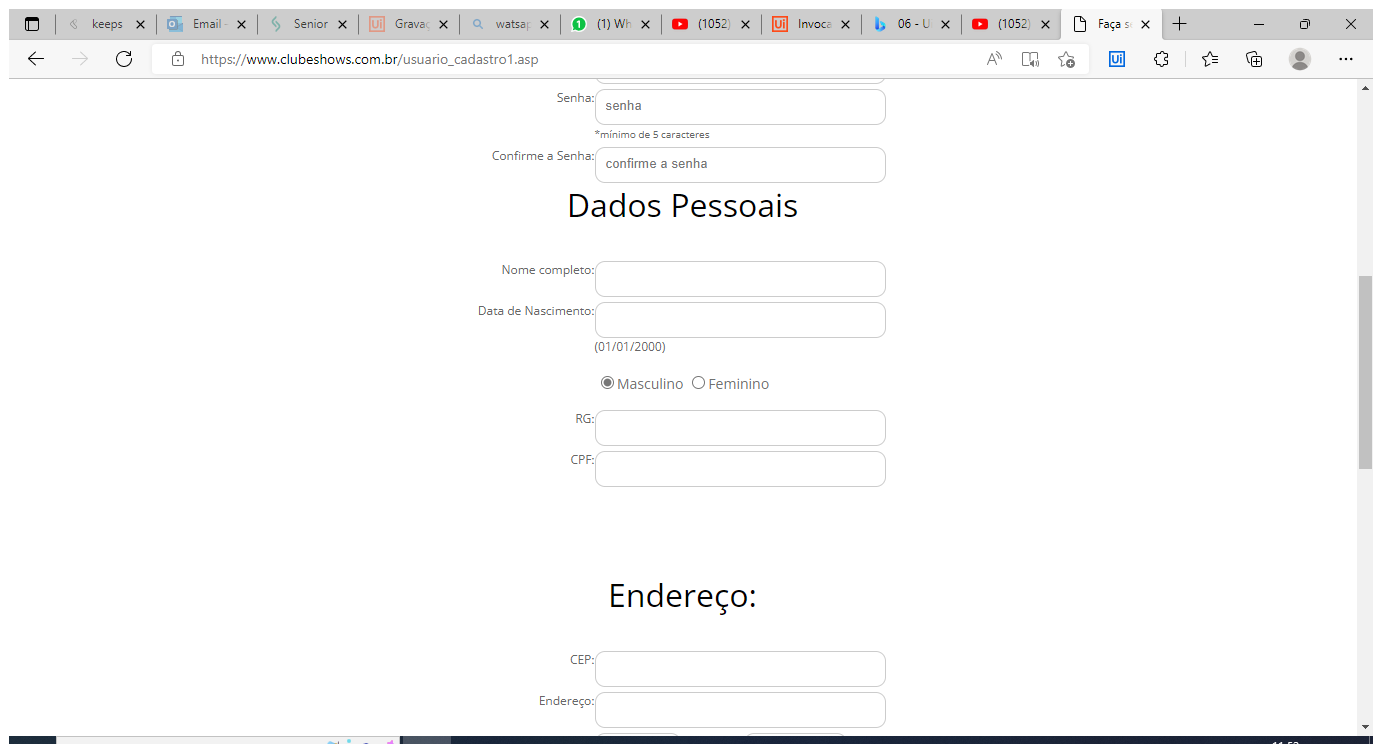 keeps
Email -
Senior
Gravaç
watsap
(1) Wh
(1052)
Invoca
06 - U
(1052)
Faça s
https://www.clubeshows.com.br/usuario_cadastro1.asp
Senha: senha
*mínimo de 5 caracteres
Confirme a Senha: confirme a senha
Dados Pessoais
Nome completo:
Data de Nascimento:
(01/01/2000)
Masculino Feminino
RG:
CPF:
Endereço:
CEP:
Endereço: